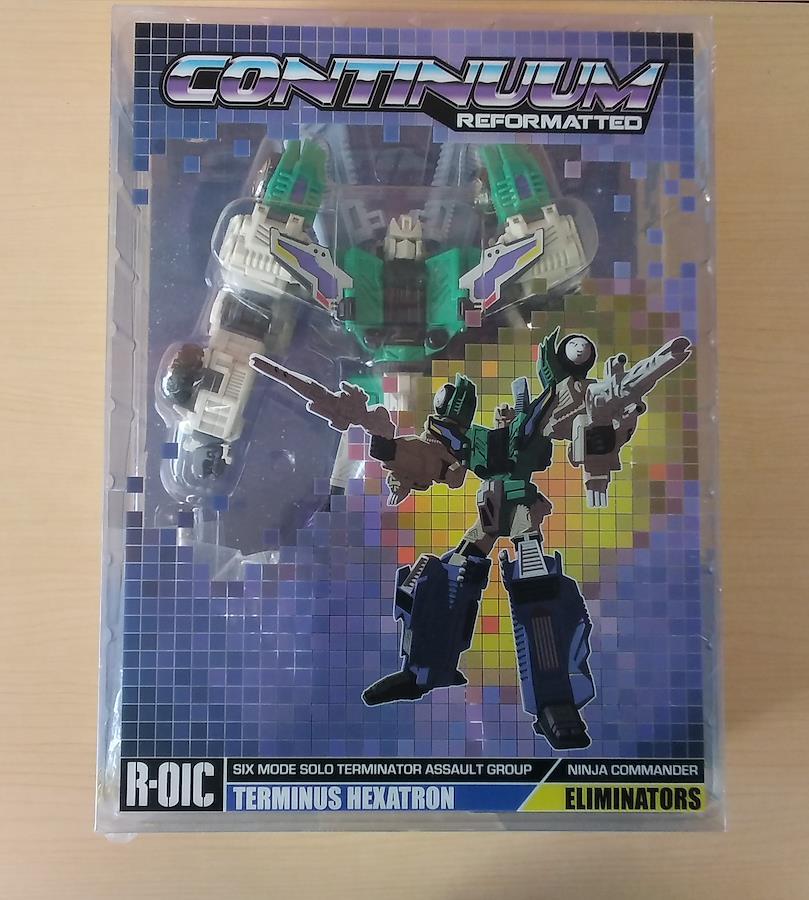 CONTINUUM
REFORMATTED
R-01C
SIX MODE SOLO TERMINATOR ASSAULT GROUP
NINJA COMMANDER
TERMINUS HEXATRON
ELIMINATORS